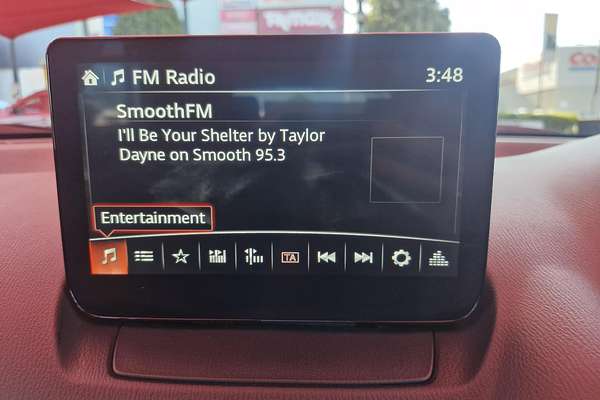 FM Radio
3:48
SmoothFM
I'll Be Your Shelter by Taylor
Dayne on Smooth 95.3
Entertainment
TA